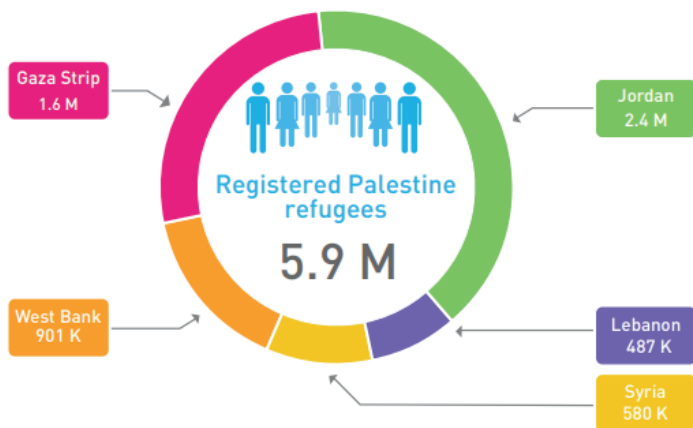 Gaza Strip
1.6 M
Jordan
2.4 M
Registered Palestine
refugees
5.9 M
West Bank
901 K
Lebanon
487 K
Syria
580 K